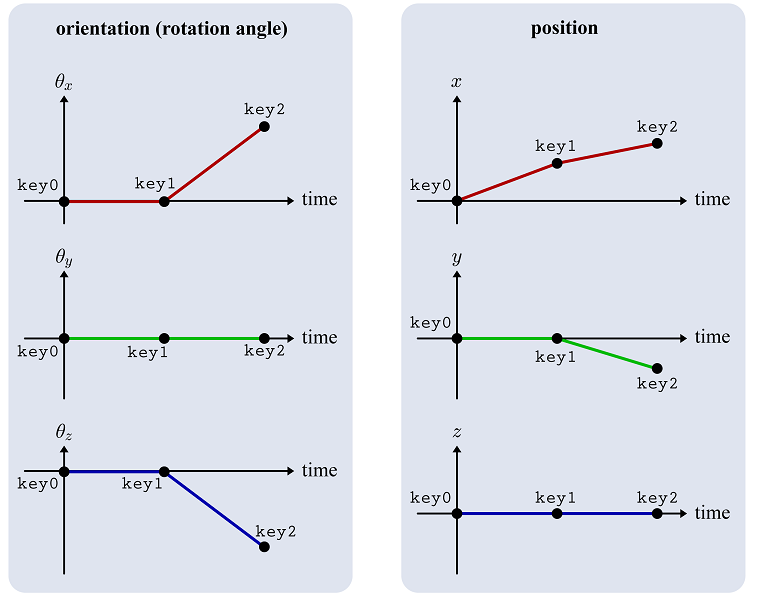 orientation (rotation angle)
θx
key2
key0
key1
time
θy
time
key0
key1
key2
θz
time
key0
key1
key2
position
x
key2
key1
key0
time
y
key0
time
key1
key2
z
key0
key1
key2
time